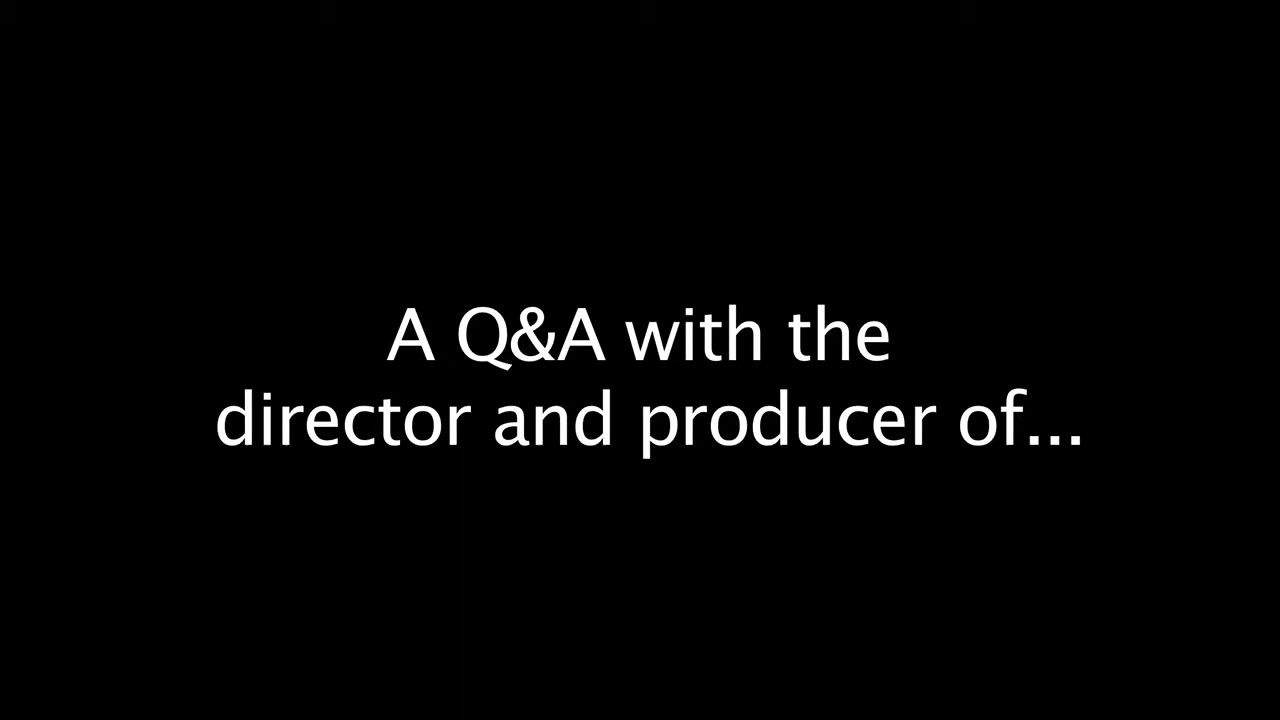 A Q&A with the
director and producer of...